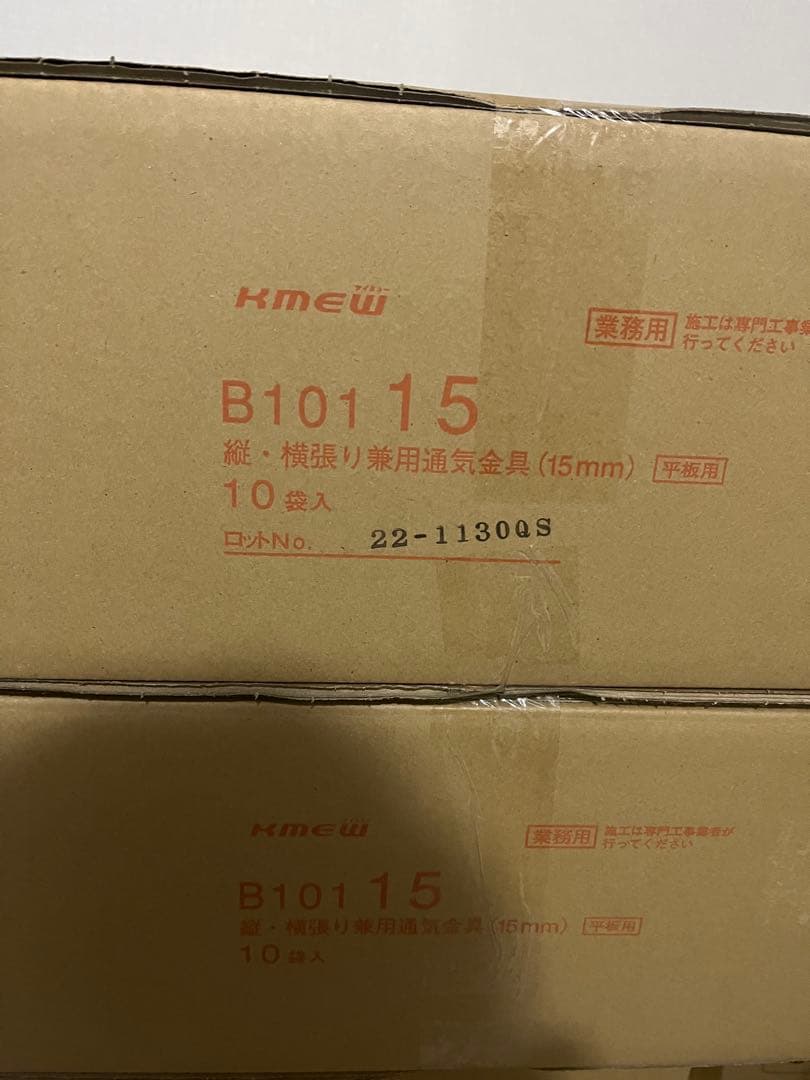 ケイミュー
KMEW
業務用
施工は専門工事業
行ってください
B101 15
縦・横張り兼用通気金具(15mm) 平板用
10袋入
ロットNo. 22-1130QS
KMEW
業務用
施工は専門工事業者が
行ってください
B101 15
縦・横張り兼用通気金具(15mm) 平板用
10袋入